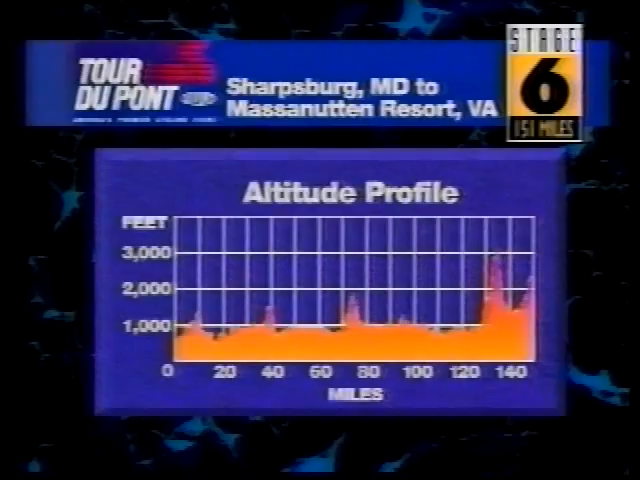 TOUR
DU PONT
Sharpsburg, MD to
Massanutten Resort, VA
STAGE
6
151 MILES
Altitude Profile
FEET
3,000
2,000
1,000
0 20 40 60 80 100 120 140
MILES